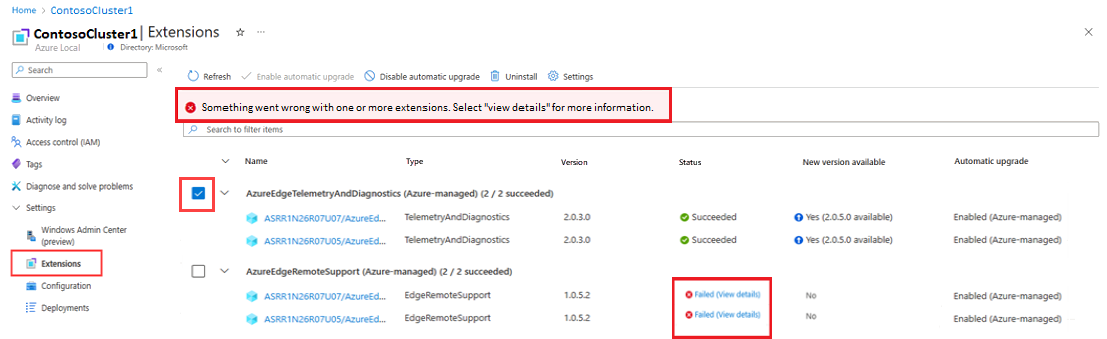 Home > ContosoCluster1
ContosoCluster1 | Extensions ☆ ...
Azure Local Directory: Microsoft
Search «
Refresh Enable automatic upgrade Disable automatic upgrade Uninstall Settings
Something went wrong with one or more extensions. Select "view details" for more information.
Search to filter items
Overview
Activity log
Access control (IAM)
Tags
Diagnose and solve problems
Settings
Windows Admin Center
(preview)
Extensions
Configuration
Deployments
Name Type Version Status New version available Automatic upgrade
AzureEdgeTelemetryAndDiagnostics (Azure-managed) (2 / 2 succeeded)
ASRR1N26R07U07/AzureEd... TelemetryAndDiagnostics 2.0.3.0 Succeeded Yes (2.0.5.0 available) Enabled (Azure-managed)
ASRR1N26R07U05/AzureEd... TelemetryAndDiagnostics 2.0.3.0 Succeeded Yes (2.0.5.0 available) Enabled (Azure-managed)
AzureEdgeRemoteSupport (Azure-managed) (2 / 2 succeeded)
ASRR1N26R07U07/AzureEd... EdgeRemoteSupport 1.0.5.2 Failed (View details) No Enabled (Azure-managed)
ASRR1N26R07U05/AzureEd... EdgeRemoteSupport 1.0.5.2 Failed (View details) No Enabled (Azure-managed)